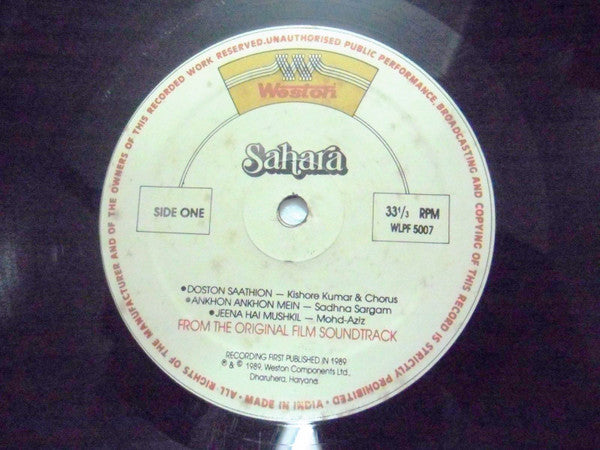 ALL RIGHTS OF THE MANUFACTURER AND OF THE OWNERS OF THIS RECORDED WORK RESERVED. UNAUTHORISED PUBLIC PERFORMANCE, BROADCASTING AND COPYING OF THIS RECORD IS STRICTLY PROHIBITED • MADE IN INDIA •
W
Weston
Sahara
SIDE ONE
33 1/3 RPM
WLPF 5007
• DOSTON SAATHION — Kishore Kumar & Chorus
• ANKHON ANKHON MEIN — Sadhna Sargam
• JEENA HAI MUSHKIL — Mohd-Aziz
FROM THE ORIGINAL FILM SOUNDTRACK
RECORDING FIRST PUBLISHED IN 1989
℗ & © 1989, Weston Components Ltd.,
Dharuhera, Haryana